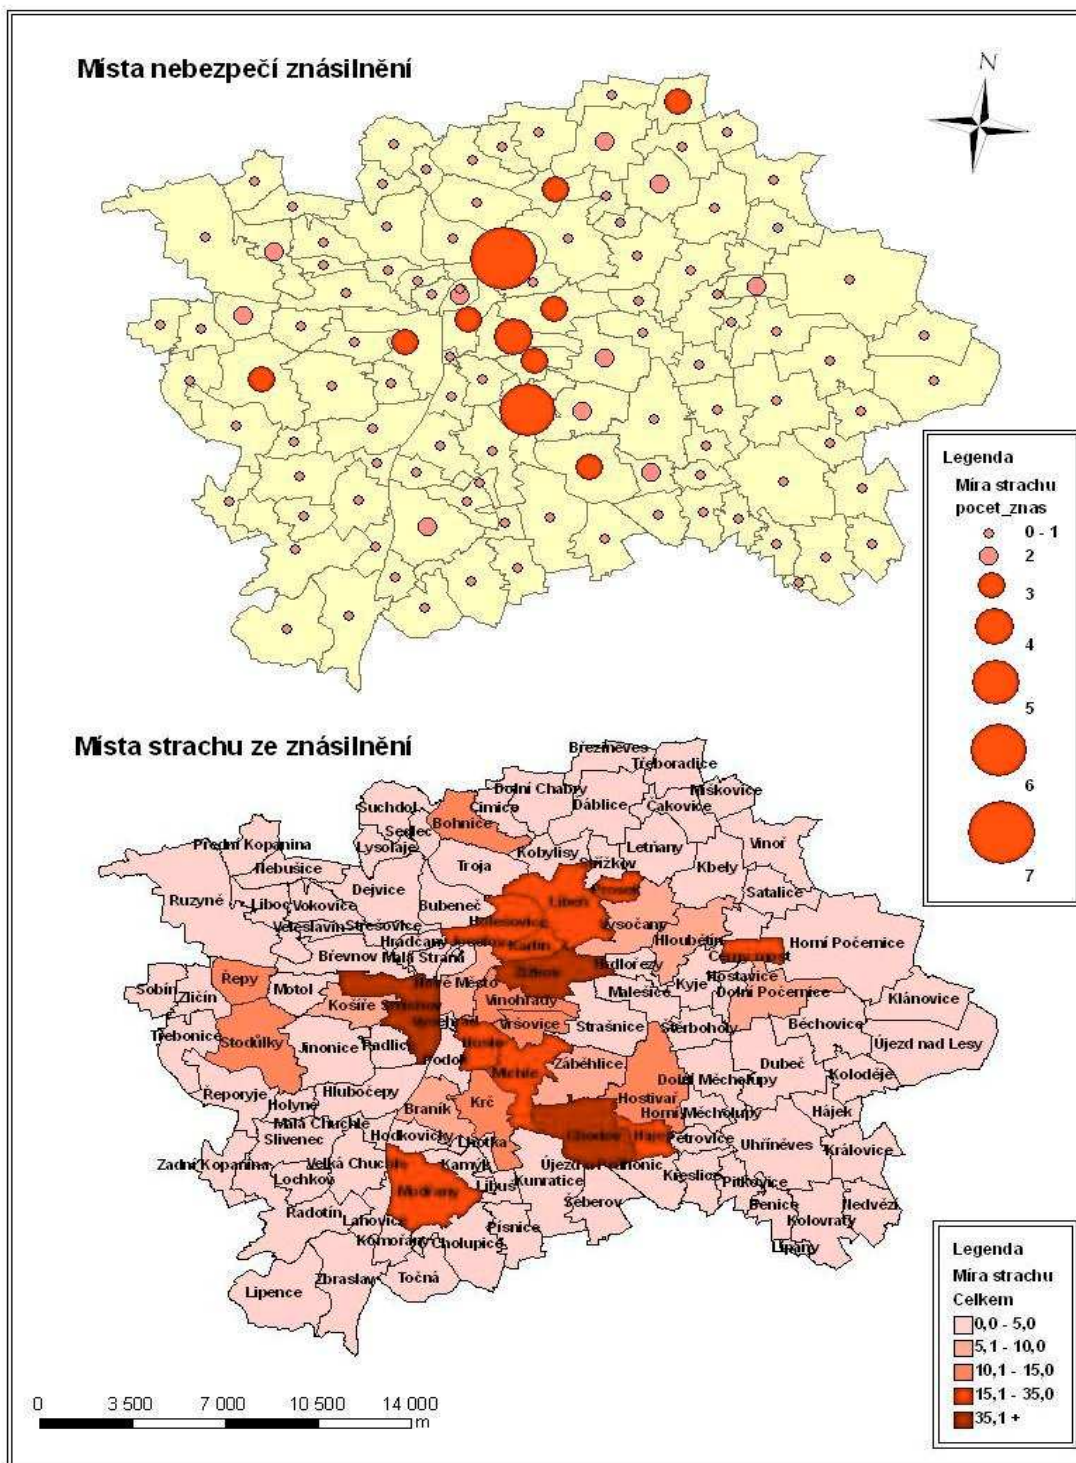 Místa nebezpečí znásilnění
N
Legenda
Míra strachu
pocet_znas
0 - 1
2
3
4
5
6
7
Místa strachu ze znásilnění
Březiněves
Třeboradice
Dolní Chabry
Miškovice
Suchdol
Čimice
Ďáblice
Čakovice
Bohnice
Sedlec
Přední Kopanina
Lysolaje
Kobylisy
Letňany
Vinoř
Nebušice
Troja
Střížkov
Kbely
Dejvice
Prosek
Satalice
Ruzyně
Liboc
Vokovice
Bubeneč
Libeň
Holešovice
Veleslavín
Střešovice
Vysočany
Hradčany
Josefov
Karlín
Hloubětín
Horní Počernice
Břevnov
Malá Strana
Černý most
Žižkov
Hrdlořezy
Řepy
Motol
Nové Město
Kyje
Hostavice
Sobín
Zličín
Košíře
Smíchov
Vinohrady
Malešice
Dolní Počernice
Klánovice
Třebonice
Vyšehrad
Vršovice
Strašnice
Štěrboholy
Běchovice
Stodůlky
Jinonice
Radlice
Nusle
Újezd nad Lesy
Podolí
Michle
Záběhlice
Dubeč
Koloděje
Řeporyje
Hlubočepy
Dolní Měcholupy
Holyně
Braník
Krč
Hostivař
Malá Chuchle
Horní Měcholupy
Hájek
Slivenec
Hodkovičky
Lhotka
Chodov
Háje
Petrovice
Uhříněves
Královice
Zadní Kopanina
Velká Chuchle
Kamýk
Újezd u Průhonic
Lochkov
Modřany
Libuš
Kunratice
Křeslice
Pitkovice
Radotín
Šeberov
Benice
Nedvězí
Lahovice
Písnice
Kolovraty
Komořany
Cholupice
Lipany
Zbraslav
Točná
Lipence
Legenda
Míra strachu
Celkem
0,0 - 5,0
5,1 - 10,0
10,1 - 15,0
15,1 - 35,0
35,1 +
0 3 500 7 000 10 500 14 000
m